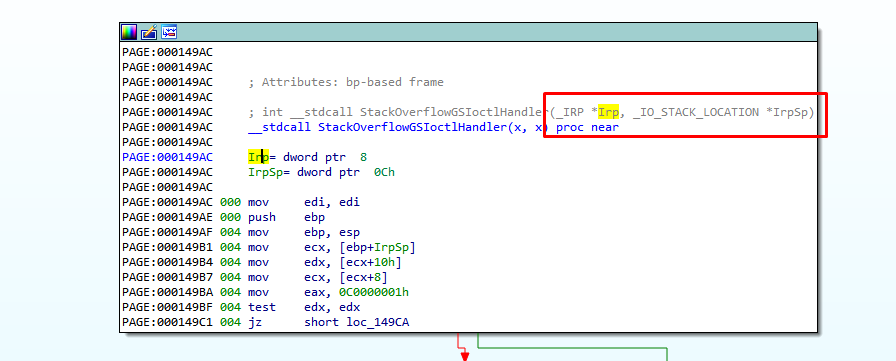 PAGE:000149AC
PAGE:000149AC
PAGE:000149AC ; Attributes: bp-based frame
PAGE:000149AC
PAGE:000149AC ; int __stdcall StackOverflowGSIoctlHandler(_IRP *Irp, _IO_STACK_LOCATION *IrpSp)
PAGE:000149AC __stdcall StackOverflowGSIoctlHandler(x, x) proc near
PAGE:000149AC
PAGE:000149AC Irp= dword ptr  8
PAGE:000149AC IrpSp= dword ptr  0Ch
PAGE:000149AC
PAGE:000149AC 000 mov     edi, edi
PAGE:000149AE 000 push    ebp
PAGE:000149AF 004 mov     ebp, esp
PAGE:000149B1 004 mov     ecx, [ebp+IrpSp]
PAGE:000149B4 004 mov     edx, [ecx+10h]
PAGE:000149B7 004 mov     ecx, [ecx+8]
PAGE:000149BA 004 mov     eax, 0C0000001h
PAGE:000149BF 004 test    edx, edx
PAGE:000149C1 004 jz      short loc_149CA